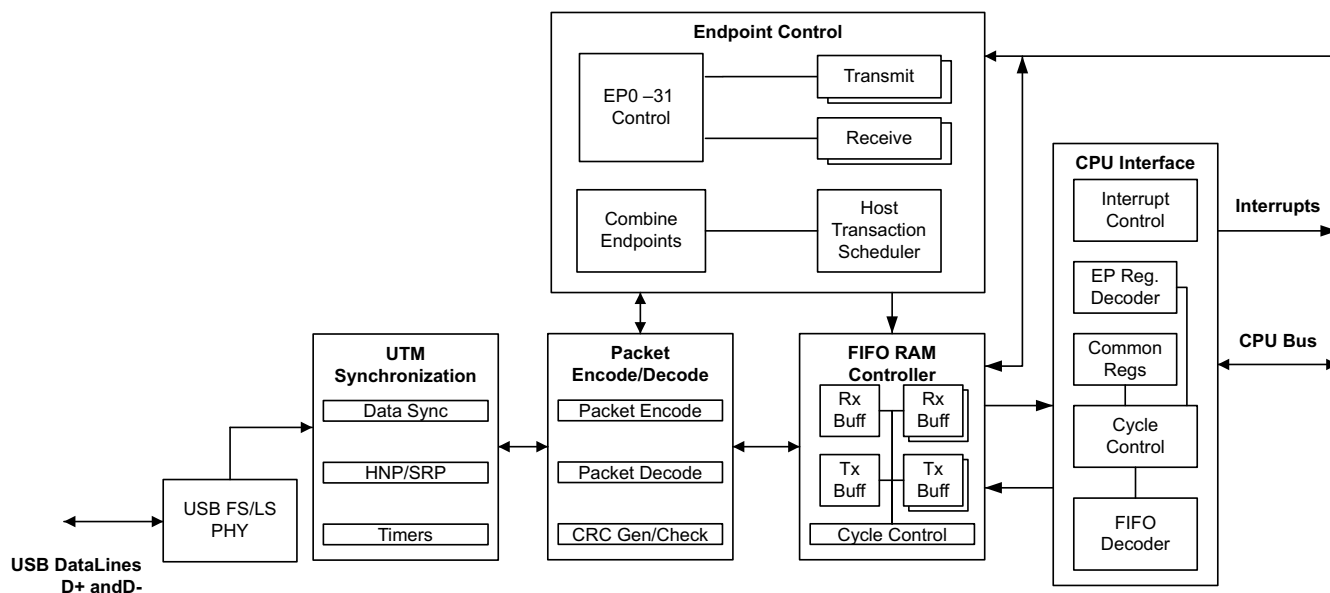 Endpoint Control
EP0 –31
Control
Transmit
Receive
Combine
Endpoints
Host
Transaction
Scheduler
CPU Interface
Interrupt
Control
EP Reg.
Decoder
Common
Regs
Cycle
Control
FIFO
Decoder
Interrupts
CPU Bus
UTM
Synchronization
Data Sync
HNP/SRP
Timers
Packet
Encode/Decode
Packet Encode
Packet Decode
CRC Gen/Check
FIFO RAM
Controller
Rx
Buff
Rx
Buff
Tx
Buff
Tx
Buff
Cycle Control
USB FS/LS
PHY
USB DataLines
D+ andD-